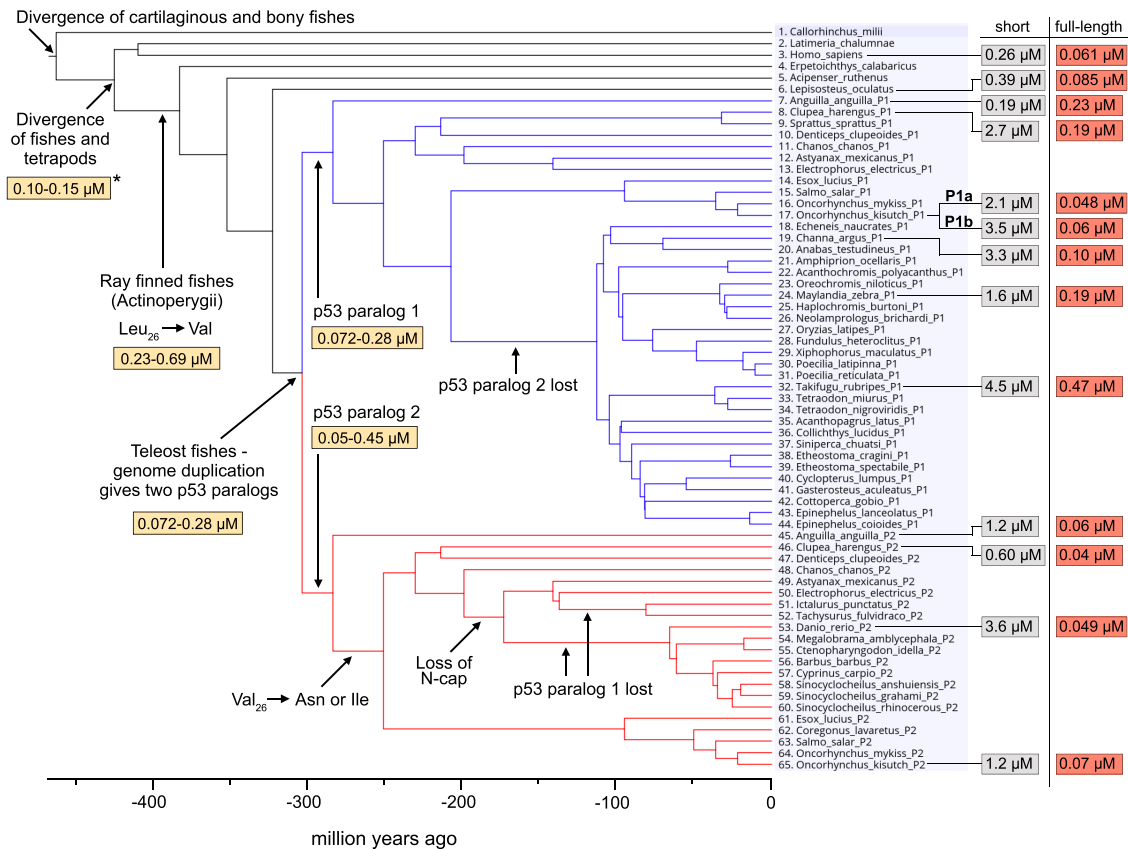 Divergence of cartilaginous and bony fishes
short
full-length
1. Callorhinchus_milii
2. Latimeria_chalumnae
3. Homo_sapiens
0.26 µM
0.061 µM
4. Erpetoichthys_calabaricus
5. Acipenser_ruthenus
0.39 µM
0.085 µM
6. Lepisosteus_oculatus
7. Anguilla_anguilla_P1
0.19 µM
0.23 µM
8. Clupea_harengus_P1
9. Sprattus_sprattus_P1
2.7 µM
0.19 µM
10. Denticeps_clupeoides_P1
11. Chanos_chanos_P1
12. Astyanax_mexicanus_P1
13. Electrophorus_electricus_P1
14. Esox_lucius_P1
15. Salmo_salar_P1
16. Oncorhynchus_mykiss_P1
17. Oncorhynchus_kisutch_P1
P1a
2.1 µM
0.048 µM
P1b
3.5 µM
0.06 µM
18. Echeneis_naucrates_P1
19. Channa_argus_P1
20. Anabas_testudineus_P1
3.3 µM
0.10 µM
21. Amphiprion_ocellaris_P1
22. Acanthochromis_polyacanthus_P1
23. Oreochromis_niloticus_P1
24. Maylandia_zebra_P1
1.6 µM
0.19 µM
25. Haplochromis_burtoni_P1
26. Neolamprologus_brichardi_P1
27. Oryzias_latipes_P1
28. Fundulus_heteroclitus_P1
29. Xiphophorus_maculatus_P1
30. Poecilia_latipinna_P1
31. Poecilia_reticulata_P1
32. Takifugu_rubripes_P1
4.5 µM
0.47 µM
33. Tetraodon_miurus_P1
34. Tetraodon_nigroviridis_P1
35. Acanthopagrus_latus_P1
36. Collichthys_lucidus_P1
37. Siniperca_chuatsi_P1
38. Etheostoma_cragini_P1
39. Etheostoma_spectabile_P1
40. Cyclopterus_lumpus_P1
41. Gasterosteus_aculeatus_P1
42. Cottoperca_gobio_P1
43. Epinephelus_lanceolatus_P1
44. Epinephelus_coioides_P1
45. Anguilla_anguilla_P2
1.2 µM
0.06 µM
46. Clupea_harengus_P2
0.60 µM
0.04 µM
47. Denticeps_clupeoides_P2
48. Chanos_chanos_P2
49. Astyanax_mexicanus_P2
50. Electrophorus_electricus_P2
51. Ictalurus_punctatus_P2
52. Tachysurus_fulvidraco_P2
53. Danio_rerio_P2
3.6 µM
0.049 µM
54. Megalobrama_amblycephala_P2
55. Ctenopharyngodon_idella_P2
56. Barbus_barbus_P2
57. Cyprinus_carpio_P2
58. Sinocyclocheilus_anshuiensis_P2
59. Sinocyclocheilus_grahami_P2
60. Sinocyclocheilus_rhinocerous_P2
61. Esox_lucius_P2
62. Coregonus_lavaretus_P2
63. Salmo_salar_P2
64. Oncorhynchus_mykiss_P2
65. Oncorhynchus_kisutch_P2
1.2 µM
0.07 µM
Divergence
of fishes and
tetrapods
0.10-0.15 µM *
Ray finned fishes
(Actinoperygii)
Leu26 → Val
0.23-0.69 µM
p53 paralog 1
0.072-0.28 µM
p53 paralog 2 lost
p53 paralog 2
0.05-0.45 µM
Teleost fishes -
genome duplication
gives two p53 paralogs
0.072-0.28 µM
Val26 → Asn or Ile
Loss of
N-cap
p53 paralog 1 lost
-400
-300
-200
-100
0
million years ago